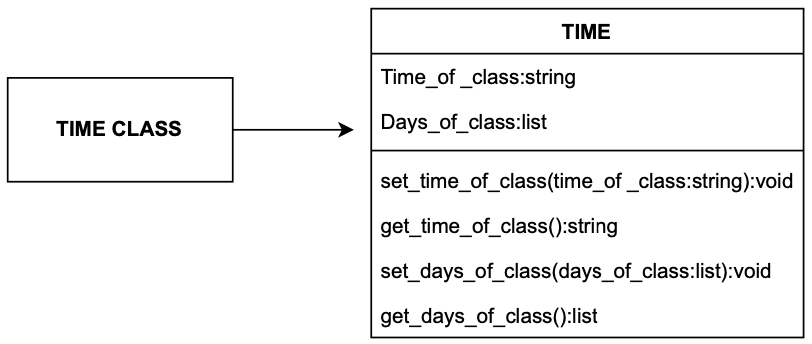 TIME CLASS
TIME
Time_of _class:string
Days_of_class:list
set_time_of_class(time_of _class:string):void
get_time_of_class():string
set_days_of_class(days_of_class:list):void
get_days_of_class():list